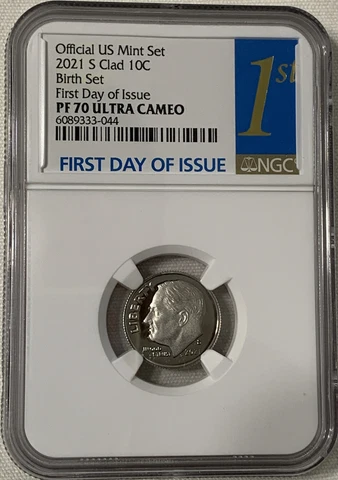 Official US Mint Set
2021 S Clad 10C
Birth Set
First Day of Issue
PF 70 ULTRA CAMEO
6089333-044
1st
FIRST DAY OF ISSUE
NGC
LIBERTY
S